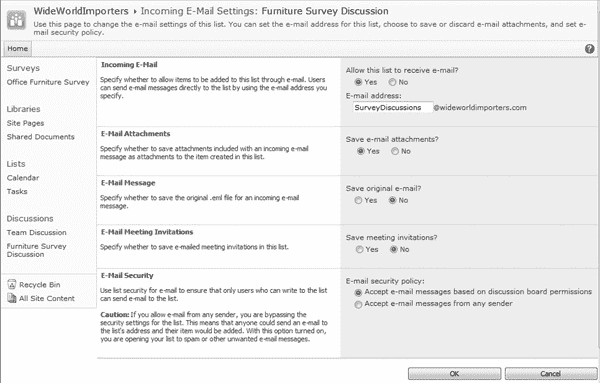 WideWorldImporters ▸ Incoming E-Mail Settings: Furniture Survey Discussion
Use this page to change the e-mail settings of this list. You can set the e-mail address for this list, choose to save or discard e-mail attachments, and set e-mail security policy.
Home
Surveys
Office Furniture Survey
Libraries
Site Pages
Shared Documents
Lists
Calendar
Tasks
Discussions
Team Discussion
Furniture Survey
Discussion
Recycle Bin
All Site Content
Incoming E-Mail
Specify whether to allow items to be added to this list through e-mail. Users
can send e-mail messages directly to the list by using the e-mail address you
specify.
Allow this list to receive e-mail?
Yes No
E-mail address:
SurveyDiscussions @wideworldimporters.com
E-Mail Attachments
Specify whether to save attachments included with an incoming e-mail
message as attachments to the item created in this list.
Save e-mail attachments?
Yes No
E-Mail Message
Specify whether to save the original .eml file for an incoming e-mail
message.
Save original e-mail?
Yes No
E-Mail Meeting Invitations
Specify whether to save e-mailed meeting invitations in this list.
Save meeting invitations?
Yes No
E-Mail Security
Use list security for e-mail to ensure that only users who can write to the list
can send e-mail to the list.
Caution: If you allow e-mail from any sender, you are bypassing the
security settings for the list. This means that anyone could send an e-mail to
the list's address and their item would be added. With this option turned on,
you are opening your list to spam or other unwanted e-mail messages.
E-mail security policy:
Accept e-mail messages based on discussion board permissions
Accept e-mail messages from any sender
OK Cancel